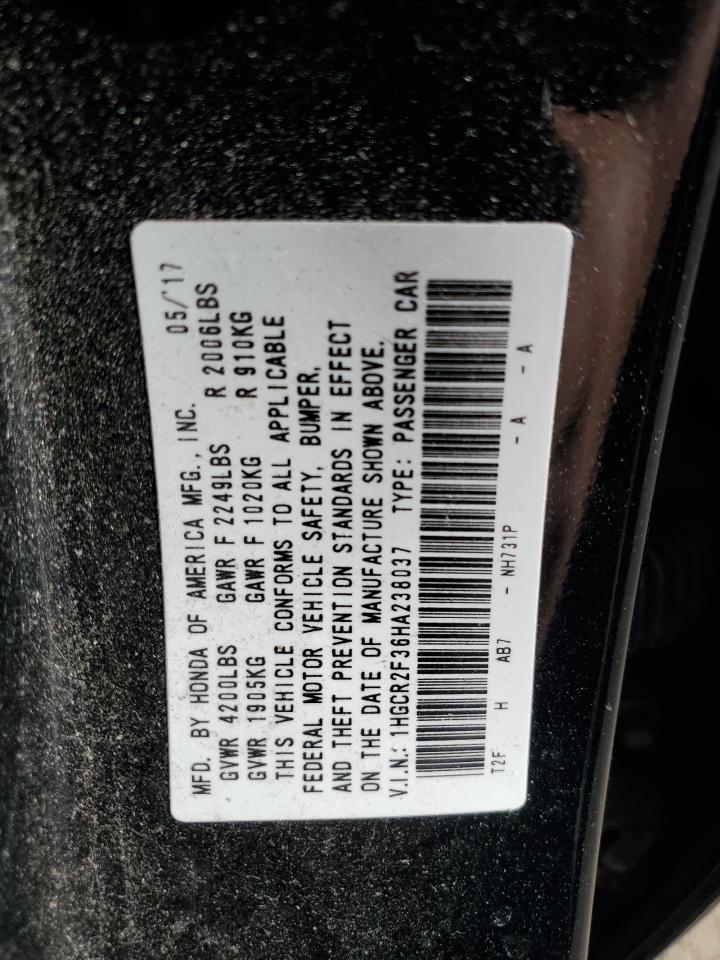 MFD. BY HONDA OF AMERICA MFG., INC. 05/'17
GVWR 4200LBS GAWR F 2249LBS R 2006LBS
GVWR 1905KG GAWR F 1020KG R 910KG
THIS VEHICLE CONFORMS TO ALL APPLICABLE
FEDERAL MOTOR VEHICLE SAFETY, BUMPER,
AND THEFT PREVENTION STANDARDS IN EFFECT
ON THE DATE OF MANUFACTURE SHOWN ABOVE.
V.I.N.: 1HGCR2F36HA238037 TYPE: PASSENGER CAR
T2F H AB7 - NH731P - A - A